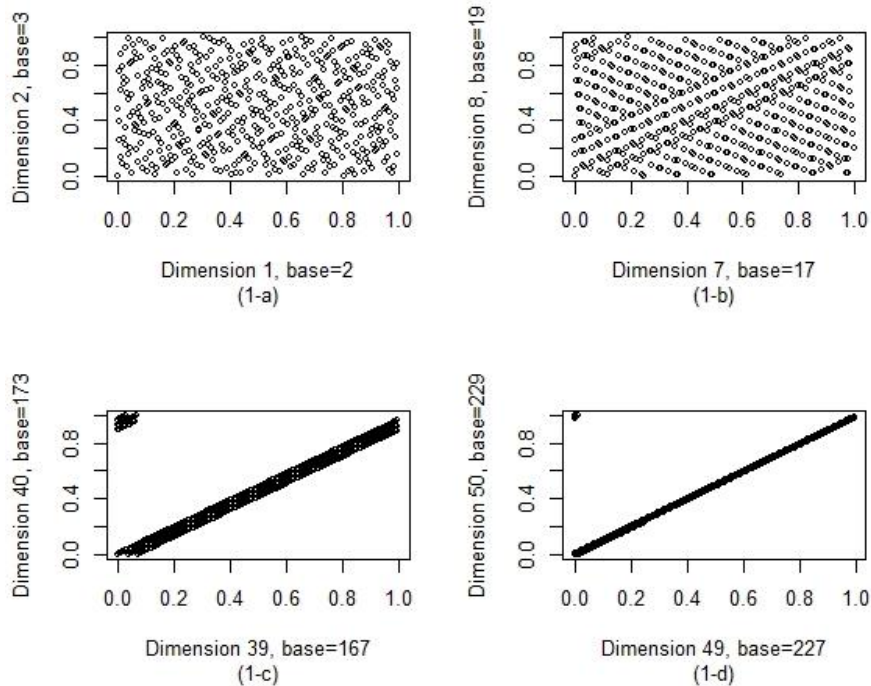 Dimension 2, base=3
0.0 0.4 0.8
0.0 0.2 0.4 0.6 0.8 1.0
Dimension 1, base=2
(1-a)
Dimension 8, base=19
0.0 0.4 0.8
0.0 0.2 0.4 0.6 0.8 1.0
Dimension 7, base=17
(1-b)
Dimension 40, base=173
0.0 0.4 0.8
0.0 0.2 0.4 0.6 0.8 1.0
Dimension 39, base=167
(1-c)
Dimension 50, base=229
0.0 0.4 0.8
0.0 0.2 0.4 0.6 0.8 1.0
Dimension 49, base=227
(1-d)